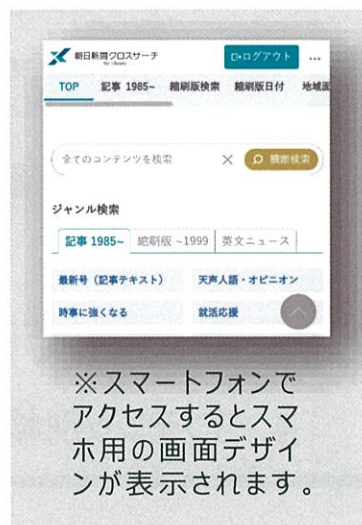 朝日新聞クロスサーチ
for Library
ログアウト
TOP 記事 1985~ 縮刷版検索 縮刷版日付 地域面
全てのコンテンツを検索
横断検索
ジャンル検索
記事 1985~ 縮刷版 ~1999 英文ニュース
最新号(記事テキスト) 天声人語・オピニオン
時事に強くなる 就活応援
※スマートフォンで
アクセスするとスマ
ホ用の画面デザイ
ンが表示されます。